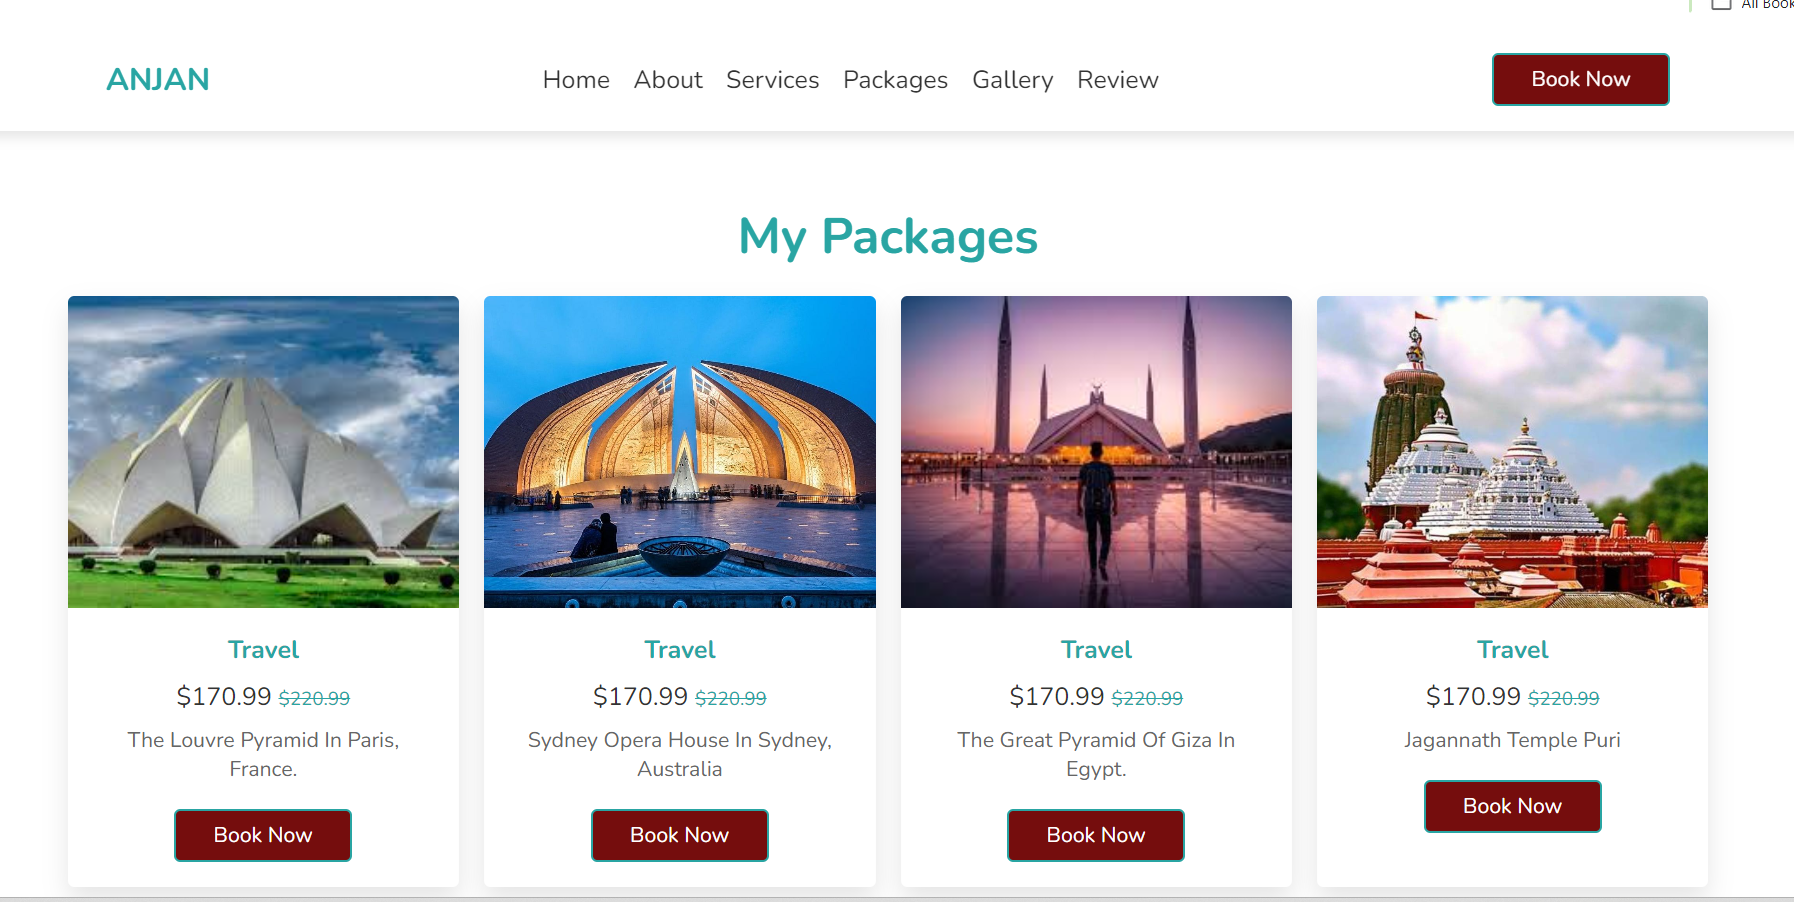 All Book
ANJAN
Home About Services Packages Gallery Review
Book Now
My Packages
Travel
$170.99 $220.99
The Louvre Pyramid In Paris,
France.
Book Now
Travel
$170.99 $220.99
Sydney Opera House In Sydney,
Australia
Book Now
Travel
$170.99 $220.99
The Great Pyramid Of Giza In
Egypt.
Book Now
Travel
$170.99 $220.99
Jagannath Temple Puri
Book Now